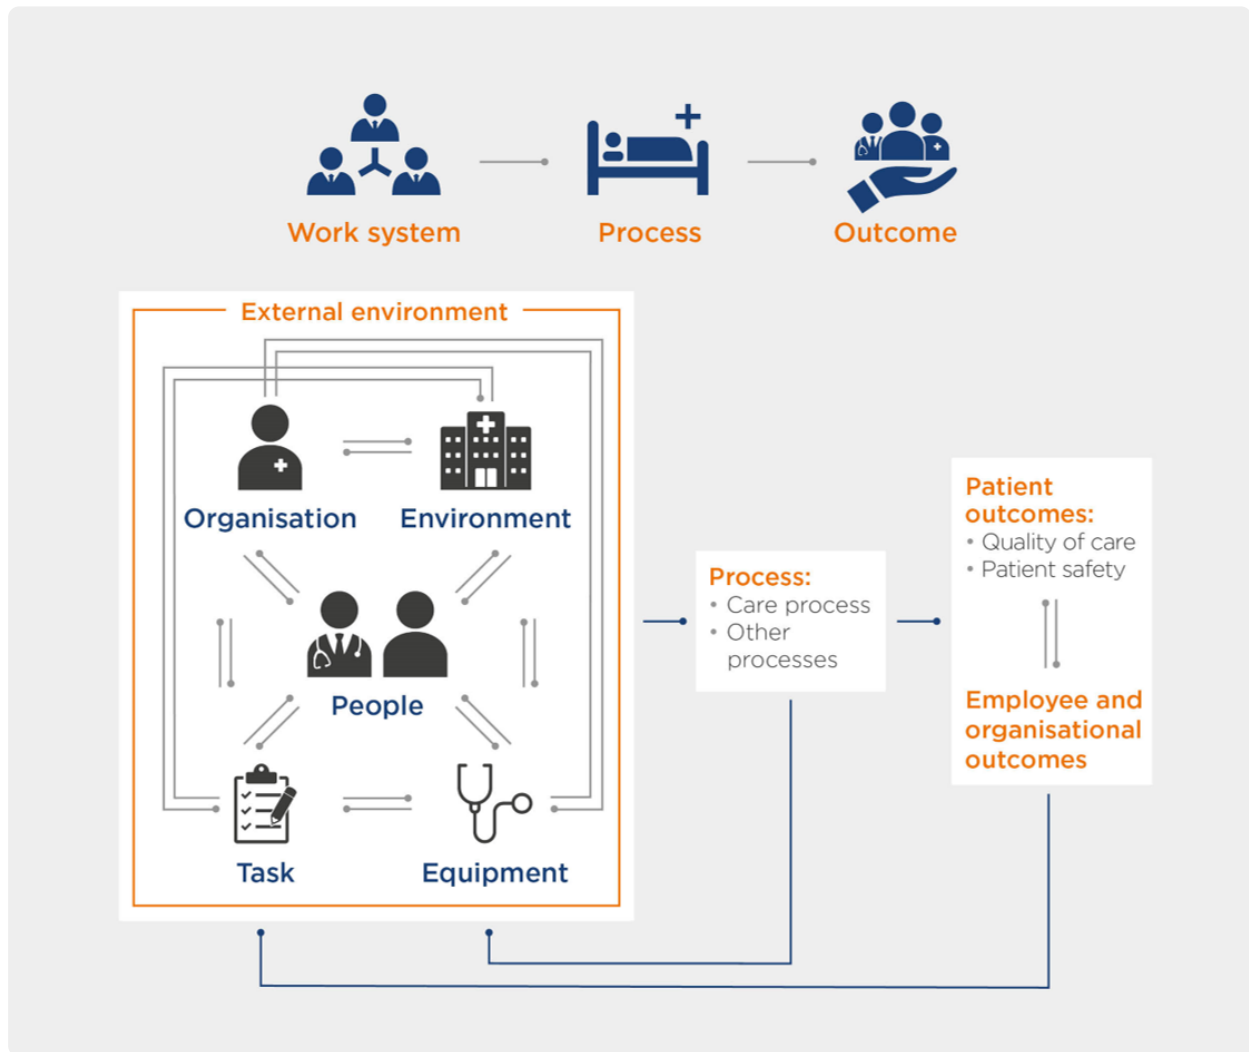 Work system
Process
Outcome
External environment
Organisation
Environment
People
Task
Equipment
Process:
• Care process
• Other
processes
Patient
outcomes:
• Quality of care
• Patient safety
Employee and
organisational
outcomes